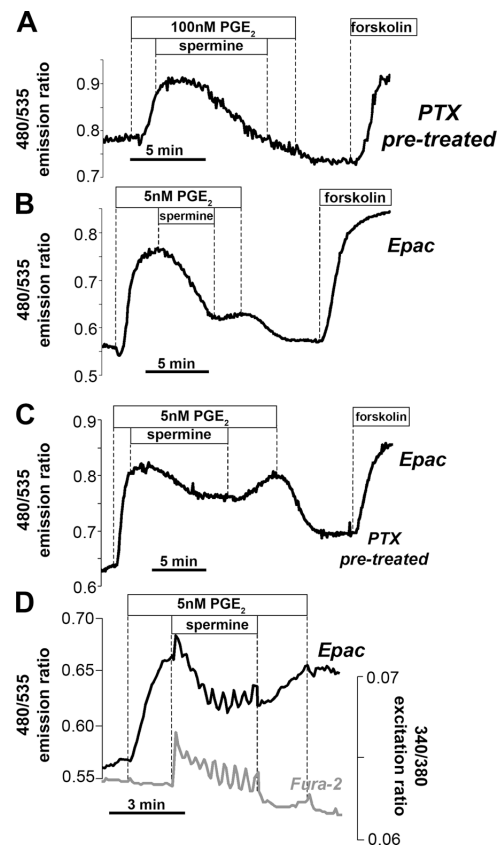 A
100nM PGE2
spermine
forskolin
480/535
emission ratio
0.9
0.8
0.7
5 min
PTX
pre-treated
B
5nM PGE2
spermine
forskolin
480/535
emission ratio
0.8
0.7
0.6
0.5
5 min
Epac
C
5nM PGE2
spermine
forskolin
480/535
emission ratio
0.9
0.8
0.7
0.6
5 min
Epac
PTX
pre-treated
D
5nM PGE2
spermine
480/535
emission ratio
0.70
0.65
0.60
0.55
3 min
Epac
Fura-2
0.07
0.06
340/380
excitation ratio